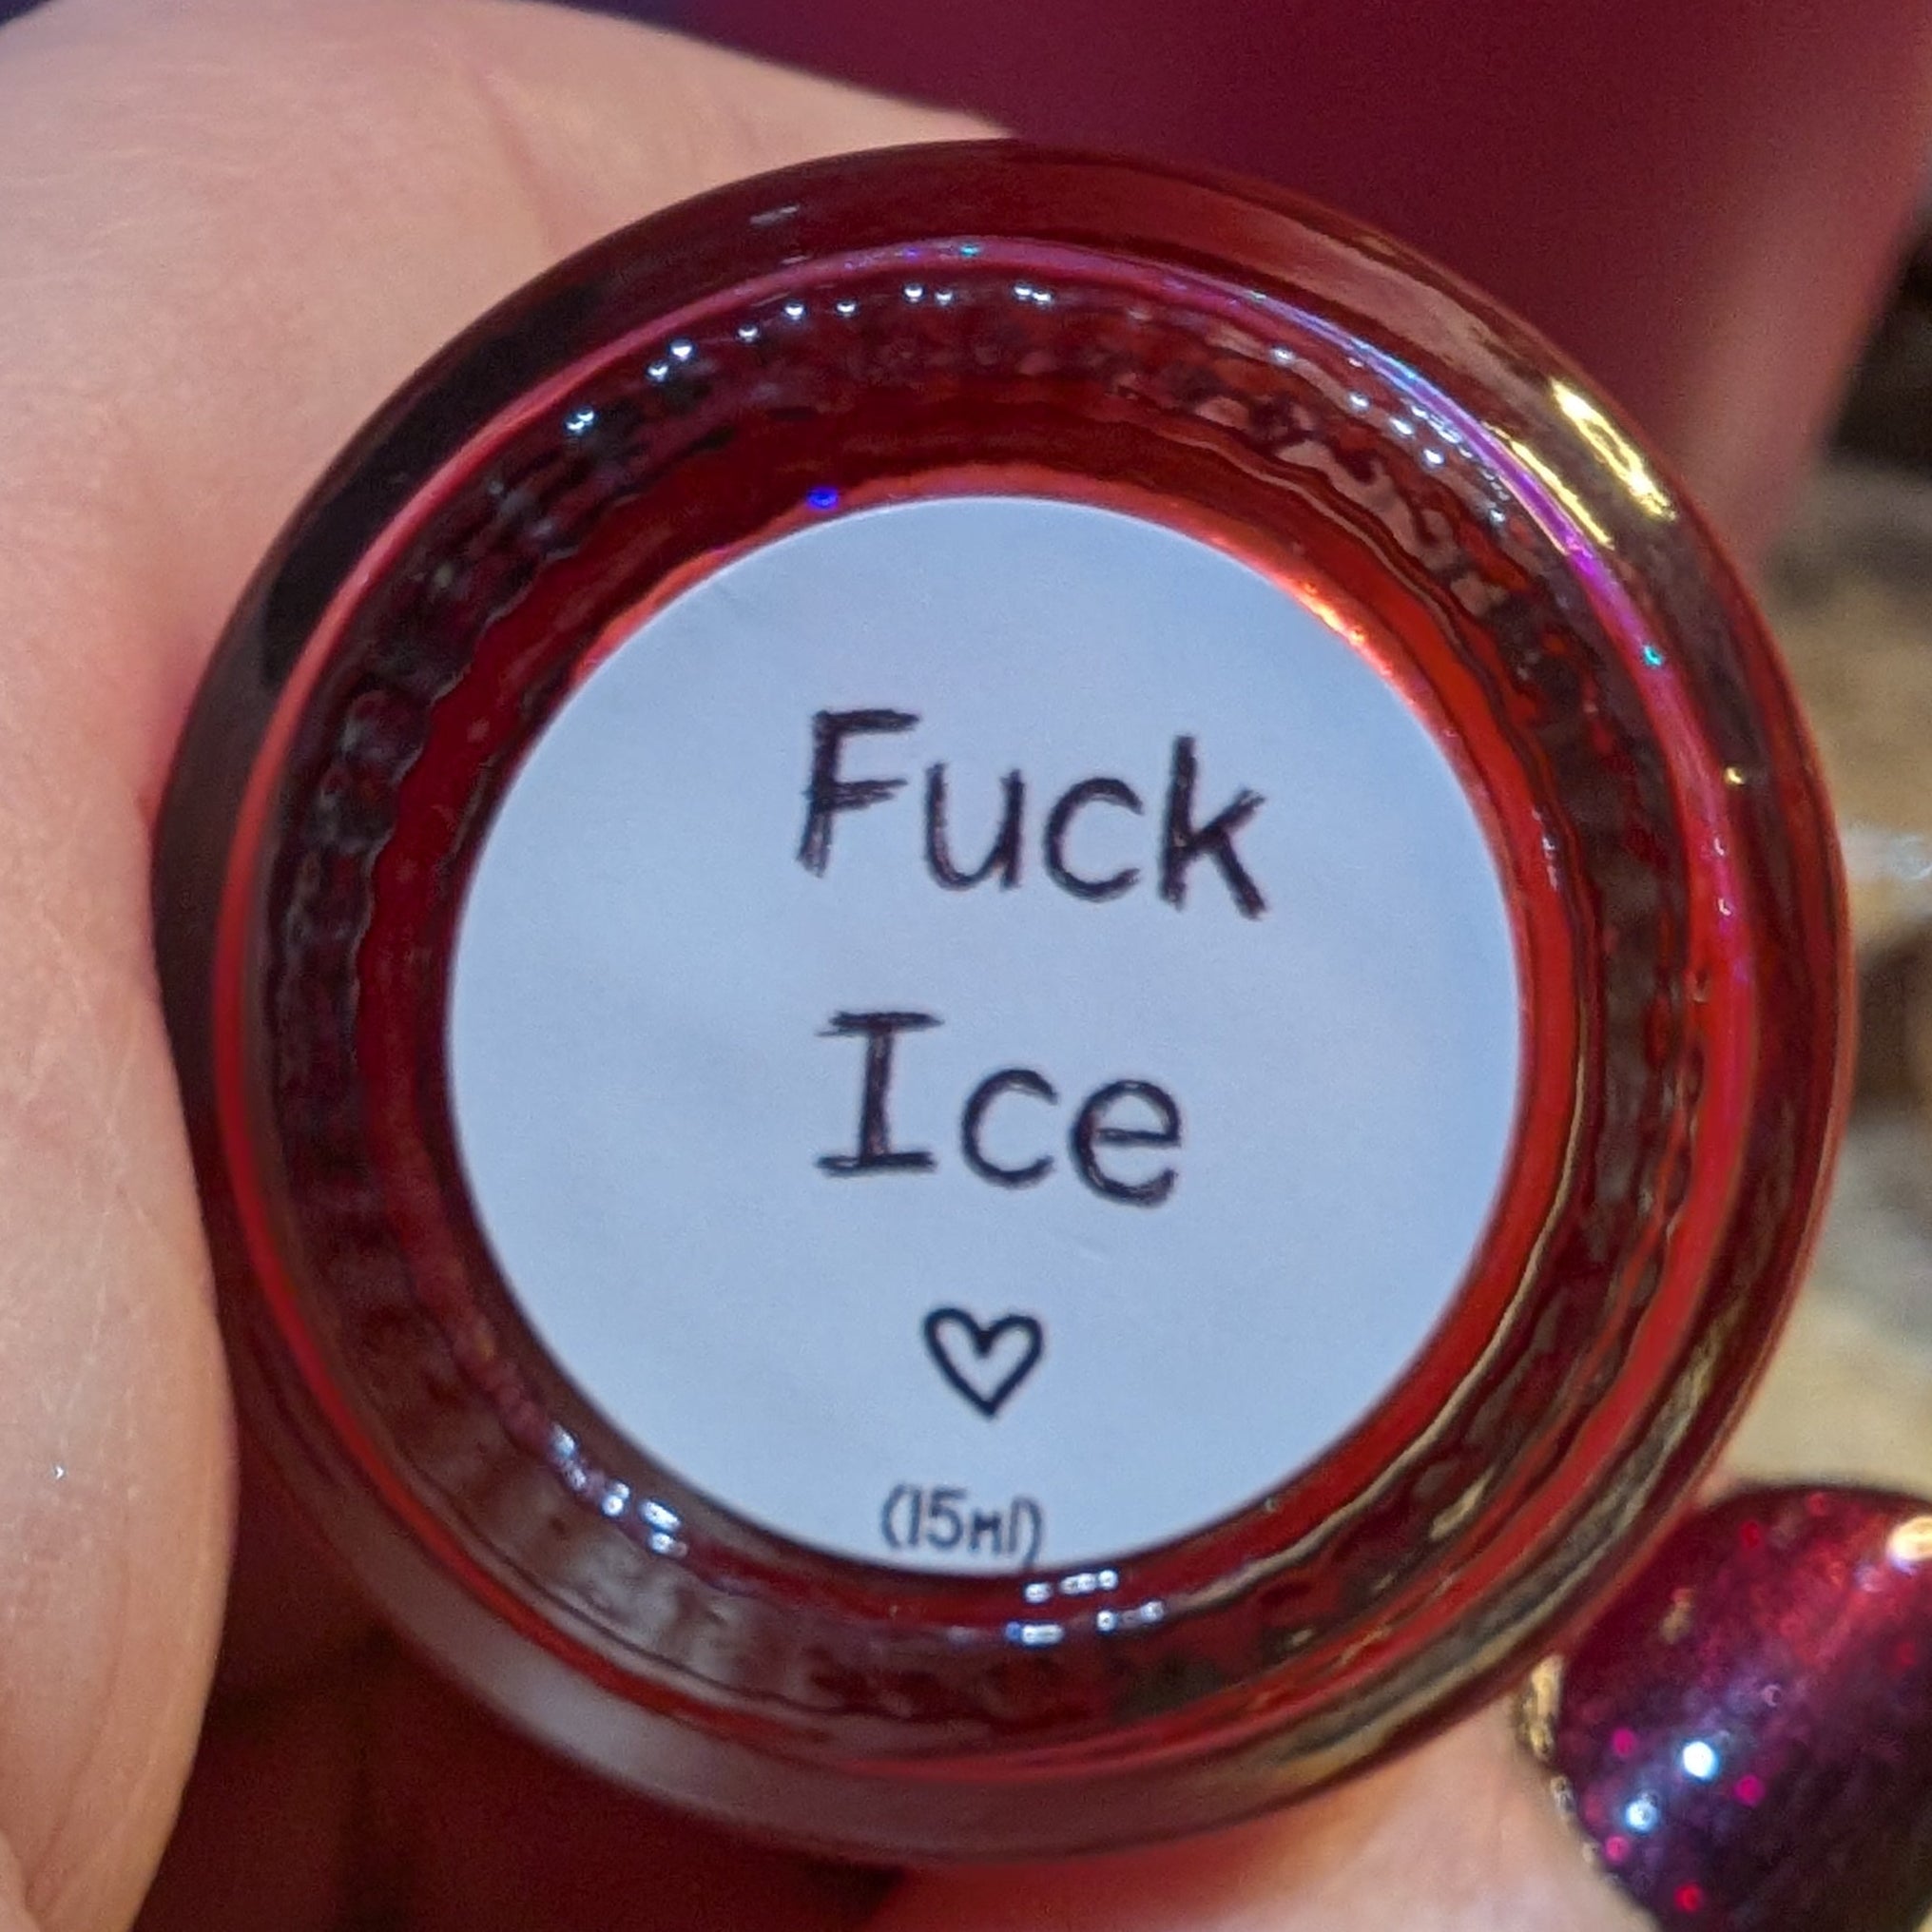 Fuck
Ice
♡
(15ml)